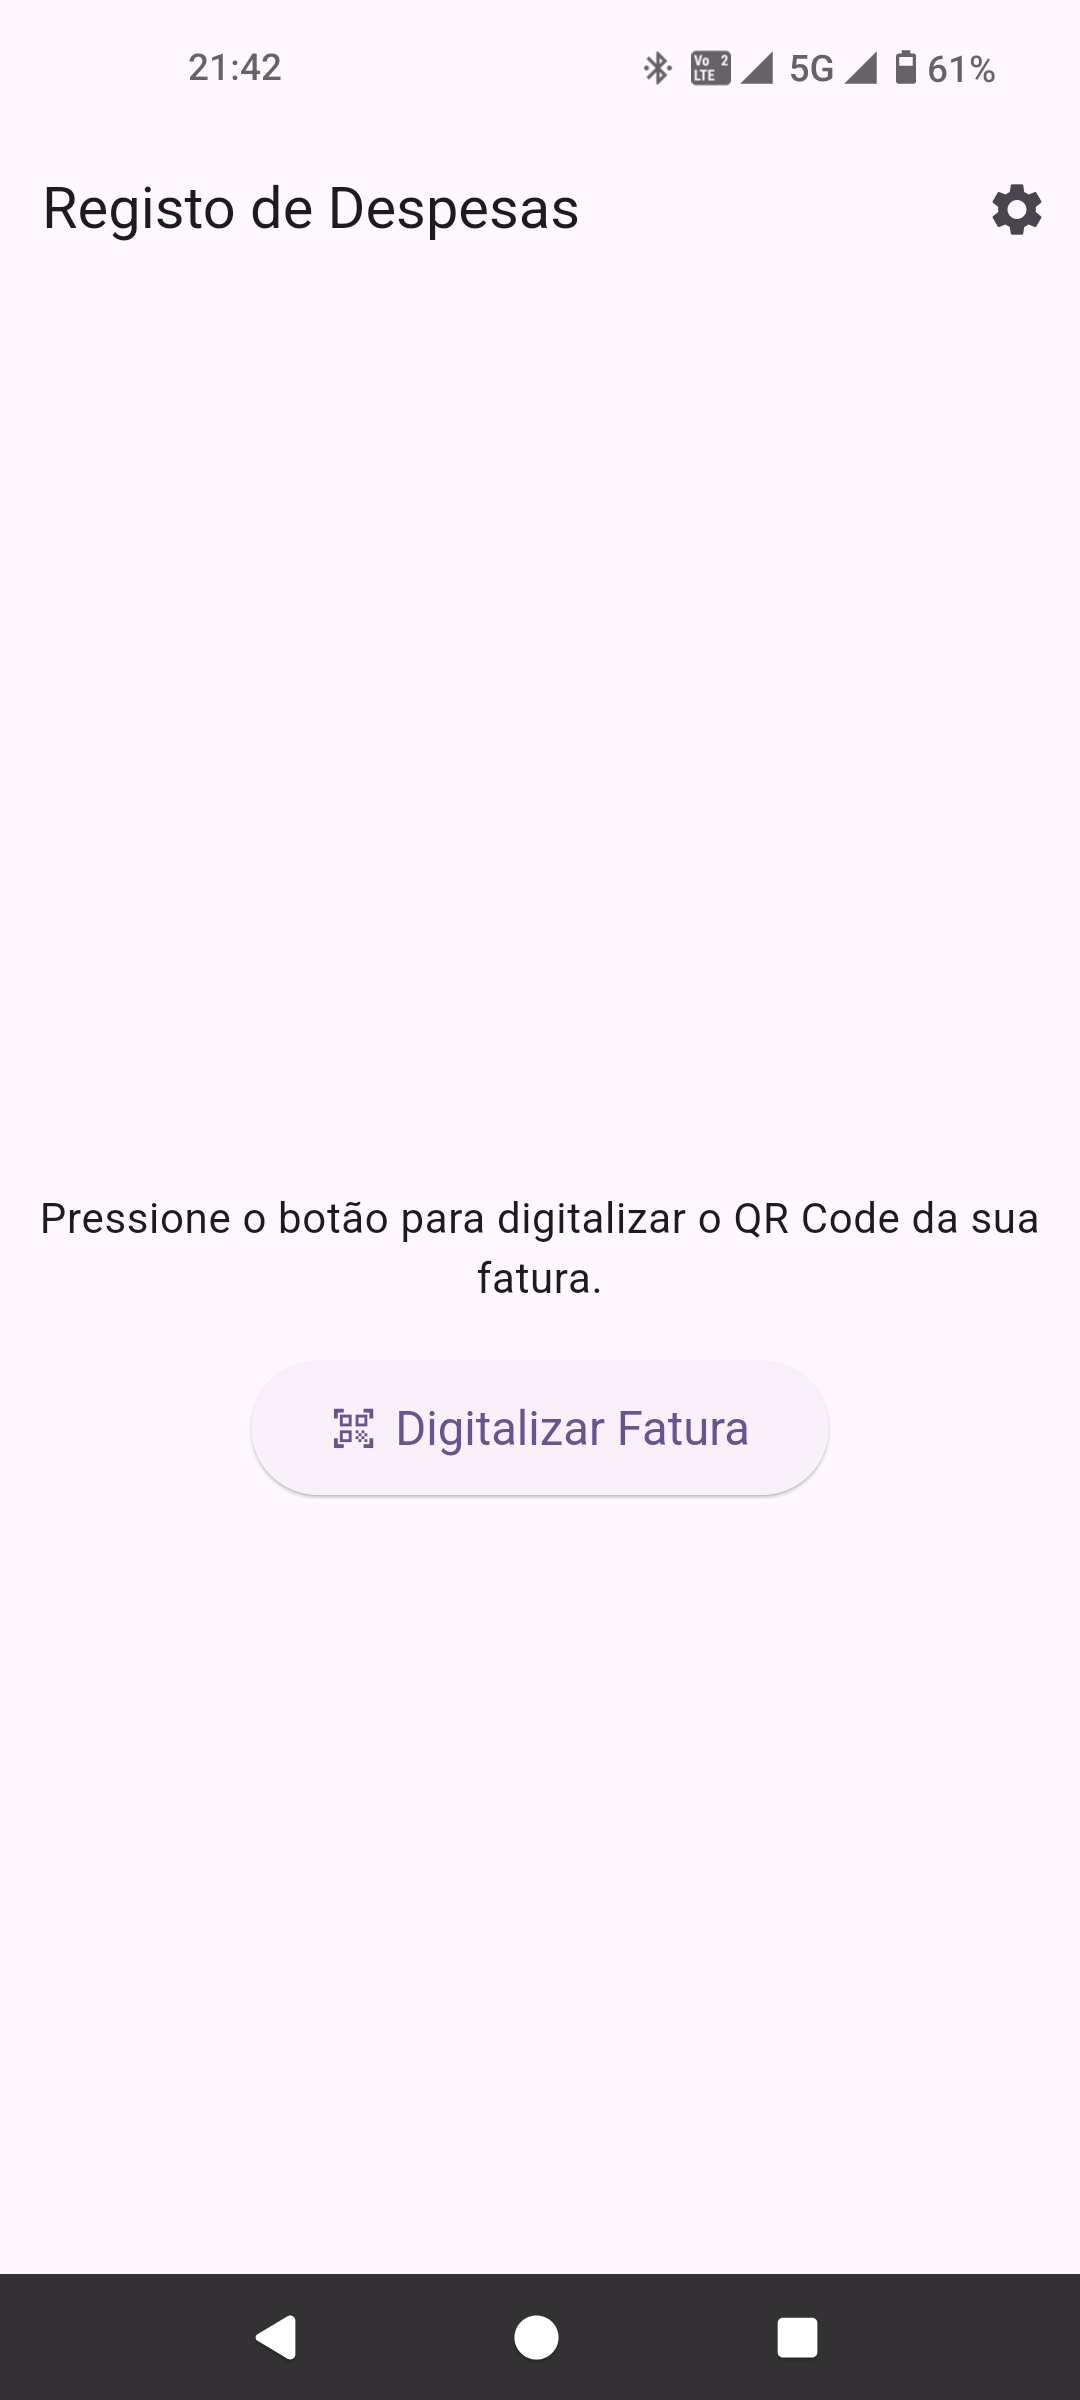 21:42
Vo 2
LTE
5G
61%
Registo de Despesas
Pressione o botão para digitalizar o QR Code da sua
fatura.
Digitalizar Fatura